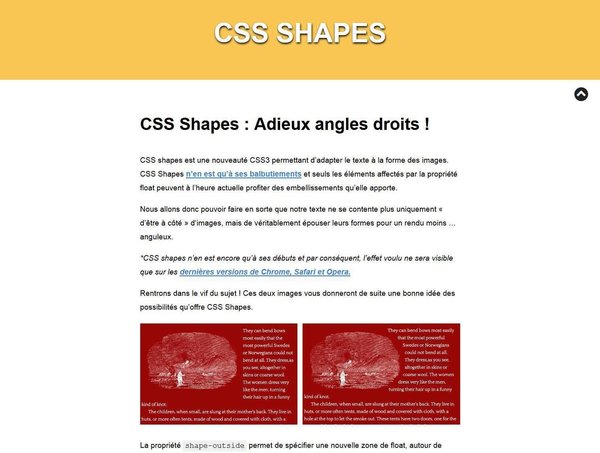 CSS SHAPES
CSS Shapes : Adieux angles droits !
CSS shapes est une nouveauté CSS3 permettant d'adapter le texte à la forme des images.
CSS Shapes n'en est qu'à ses balbutiements et seuls les éléments affectés par la propriété
float peuvent à l'heure actuelle profiter des embellissements qu'elle apporte.
Nous allons donc pouvoir faire en sorte que notre texte ne se contente plus uniquement «
d'être à côté » d'images, mais de véritablement épouser leurs formes pour un rendu moins ...
anguleux.
*CSS shapes n'en est encore qu'à ses débuts et par conséquent, l'effet voulu ne sera visible
que sur les dernières versions de Chrome, Safari et Opera.
Rentrons dans le vif du sujet ! Ces deux images vous donneront de suite une bonne idée des
possibilités qu'offre CSS Shapes.
They can bend bows
most easily that the
the most powerful Swedes
or Norwegians could not
bend at all. They dress,as
you see, altogether in
skins or coarse wool.
The women dress very
like the men, turning
their hair up in a funny
kind of knot.
The children, when small, are slung at their mother's back. They live in
huts, or more often tents, made of wood and covered with cloth, with a
They can bend bows
most easily that the
the most powerful Swedes
or Norwegians could
not bend at all. They
dress,as you see,
altogether in skins or
coarse wool. The
women dress very like
the men, turning their
hair up in a funny
kind of knot.
The children, when small, are slung at their mother's back. They live in
huts, or more often tents, made of wood and covered with cloth, with a
hole at the top to let the smoke out. These tents have two doors, one for the
La propriété shape-outside permet de spécifier une nouvelle zone de float, autour de